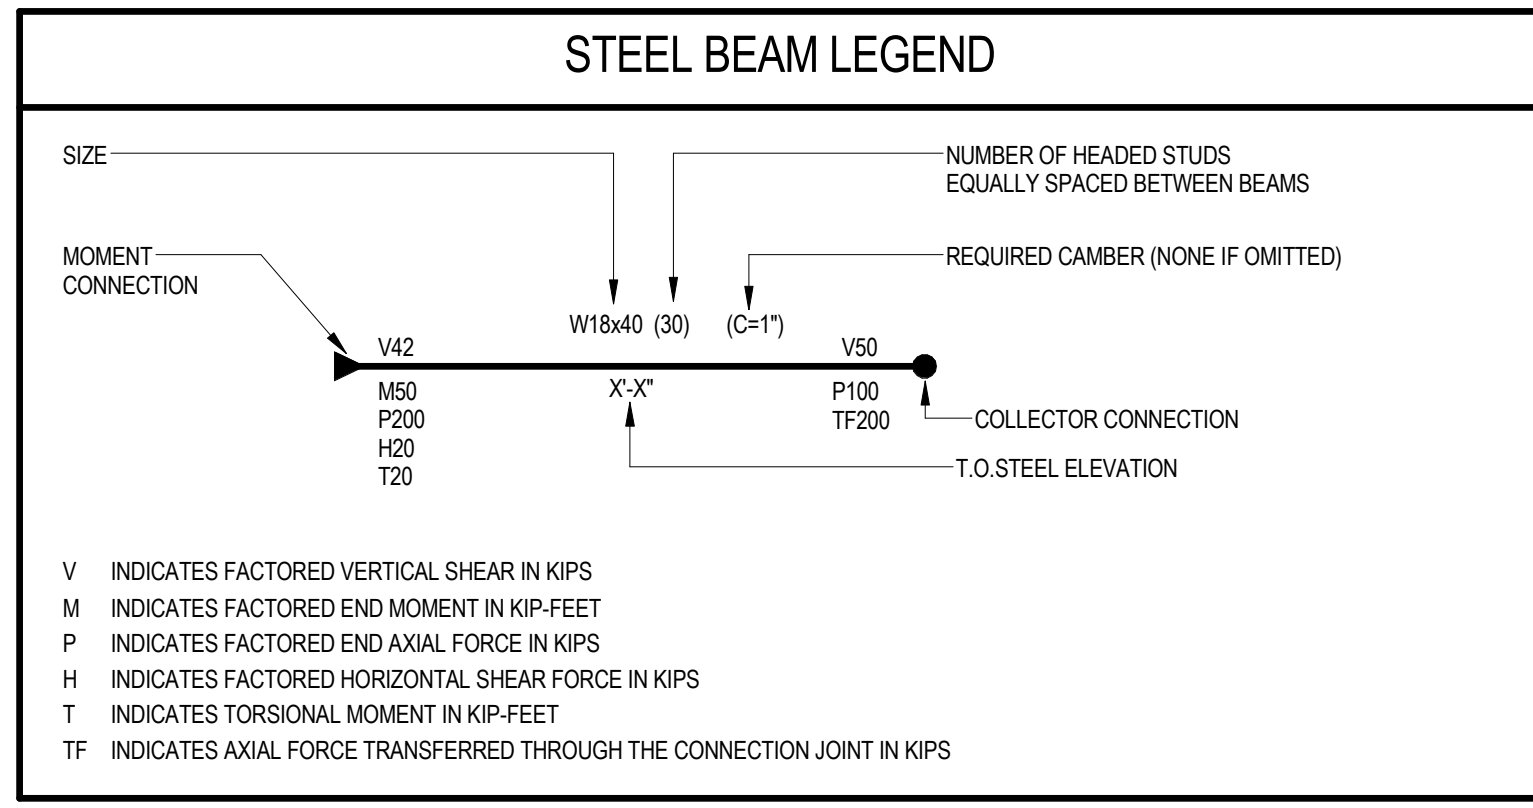 STEEL BEAM LEGEND
SIZE
NUMBER OF HEADED STUDS
EQUALLY SPACED BETWEEN BEAMS
MOMENT
CONNECTION
REQUIRED CAMBER (NONE IF OMITTED)
W18x40 (30) (C=1")
V42
V50
M50
P200
H20
T20
X'-X"
P100
TF200
COLLECTOR CONNECTION
T.O.STEEL ELEVATION
V INDICATES FACTORED VERTICAL SHEAR IN KIPS
M INDICATES FACTORED END MOMENT IN KIP-FEET
P INDICATES FACTORED END AXIAL FORCE IN KIPS
H INDICATES FACTORED HORIZONTAL SHEAR FORCE IN KIPS
T INDICATES TORSIONAL MOMENT IN KIP-FEET
TF INDICATES AXIAL FORCE TRANSFERRED THROUGH THE CONNECTION JOINT IN KIPS